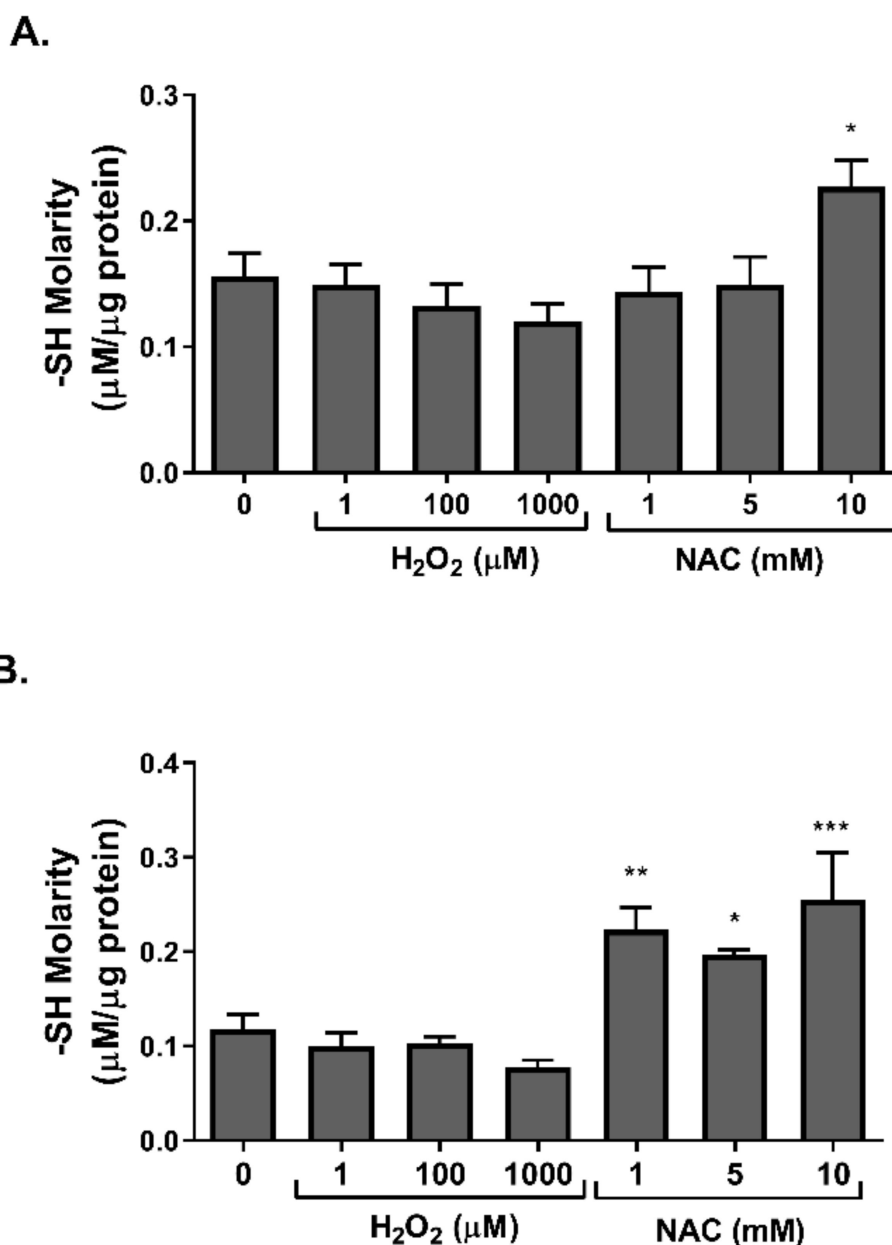 A.
-SH Molarity
(μM/μg protein)
0.3
0.2
0.1
0.0
*
0 1 100 1000 1 5 10
H₂O₂ (μM) NAC (mM)
B.
-SH Molarity
(μM/μg protein)
0.4
0.3
0.2
0.1
0.0
** * ***
0 1 100 1000 1 5 10
H₂O₂ (μM) NAC (mM)